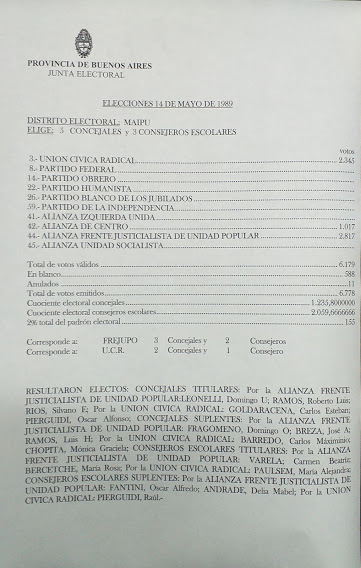 PROVINCIA DE BUENOS AIRES
JUNTA ELECTORAL
ELECCIONES 14 DE MAYO DE 1989
DISTRITO ELECTORAL: MAIPU
ELIGE: 5 CONCEJALES y 3 CONSEJEROS ESCOLARES
votos
3.- UNION CIVICA RADICAL 2.345
8.- PARTIDO FEDERAL
14.- PARTIDO OBRERO
22.- PARTIDO HUMANISTA
26.- PARTIDO BLANCO DE LOS JUBILADOS
59.- PARTIDO DE LA INDEPENDENCIA
41.- ALIANZA IZQUIERDA UNIDA
42.- ALIANZA DE CENTRO 1.017
44.- ALIANZA FRENTE JUSTICIALISTA DE UNIDAD POPULAR 2.817
45.- ALIANZA UNIDAD SOCIALISTA
Total de votos válidos 6.179
En blanco 588
Anulados 11
Total de votos emitidos 6.778
Cuociente electoral concejales 1.235,8000000
Cuociente electoral consejeros escolares 2.059,6666666
2% total del padrón electoral 155
Corresponde a: FREJUPO 3 Concejales y 2 Consejeros
Corresponde a: U.C.R. 2 Concejales y 1 Consejero
RESULTARON ELECTOS: CONCEJALES TITULARES: Por la ALIANZA FRENTE
JUSTICIALISTA DE UNIDAD POPULAR:LEONELLI, Domingo U; RAMOS, Roberto Luis;
RIOS, Silvano E; Por la UNION CIVICA RADICAL: GOLDARACENA, Carlos Esteban;
PIERGUIDI, Oscar Alfonso; CONCEJALES SUPLENTES: Por la ALIANZA FRENTE
JUSTICIALISTA DE UNIDAD POPULAR: FRAGOMENO, Domingo O; BREZA, José A;
RAMOS, Luis H; Por la UNION CIVICA RADICAL: BARREDO, Carlos Máximino;
CHOPITA, Mónica Graciela; CONSEJEROS ESCOLARES TITULARES: Por la ALIANZA
FRENTE JUSTICIALISTA DE UNIDAD POPULAR: VARELA; Carmen Beatriz;
BERCETCHE, María Rosa; Por la UNION CIVICA RADICAL: PAULSEM, María Alejandra;
CONSEJEROS ESCOLARES SUPLENTES: Por la ALIANZA FRENTE JUSTICIALISTA DE
UNIDAD POPULAR: FANTINI, Oscar Alfredo; ANDRADE, Delia Mabel; Por la UNION
CIVICA RADICAL: PIERGUIDI, Raúl.-